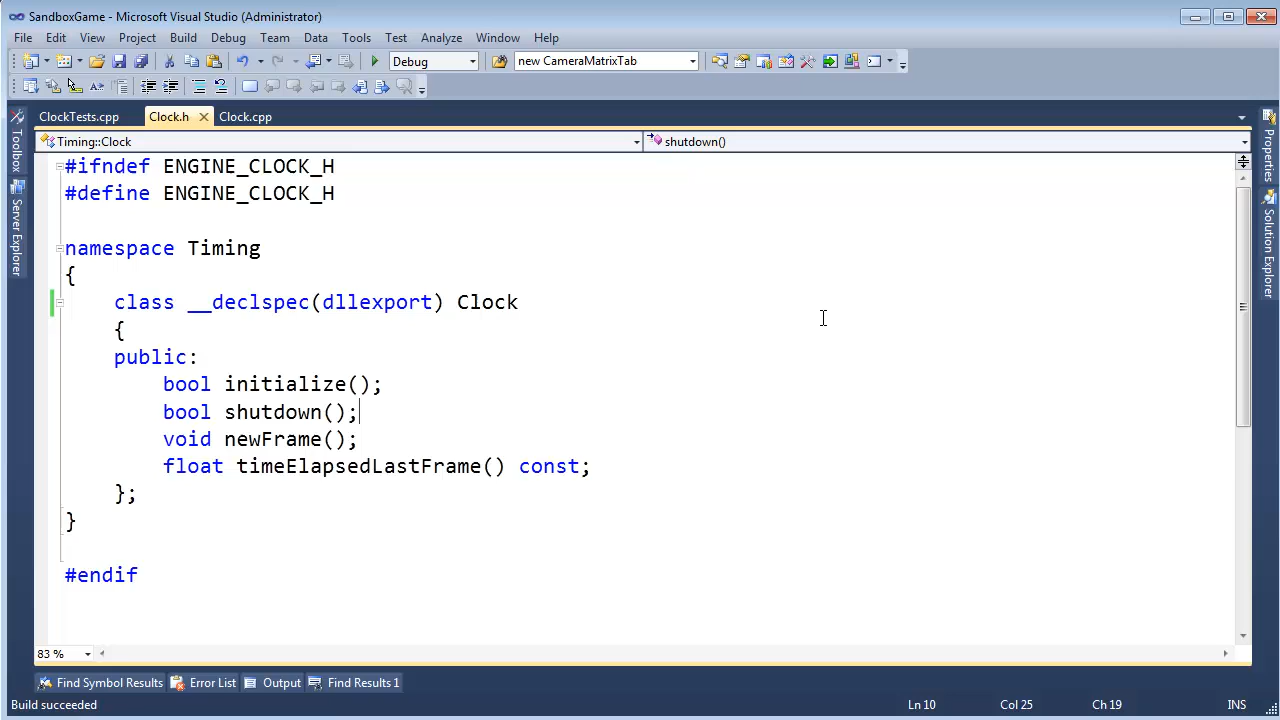 SandboxGame - Microsoft Visual Studio (Administrator)
File Edit View Project Build Debug Team Data Tools Test Analyze Window Help
Debug new CameraMatrixTab
ClockTests.cpp Clock.h Clock.cpp
Timing::Clock shutdown()
Toolbox
Server Explorer
Properties
Solution Explorer
#ifndef ENGINE_CLOCK_H
#define ENGINE_CLOCK_H
namespace Timing
{
class __declspec(dllexport) Clock
{
public:
bool initialize();
bool shutdown();
void newFrame();
float timeElapsedLastFrame() const;
};
}
#endif
83 %
Find Symbol Results Error List Output Find Results 1
Build succeeded Ln 10 Col 25 Ch 19 INS